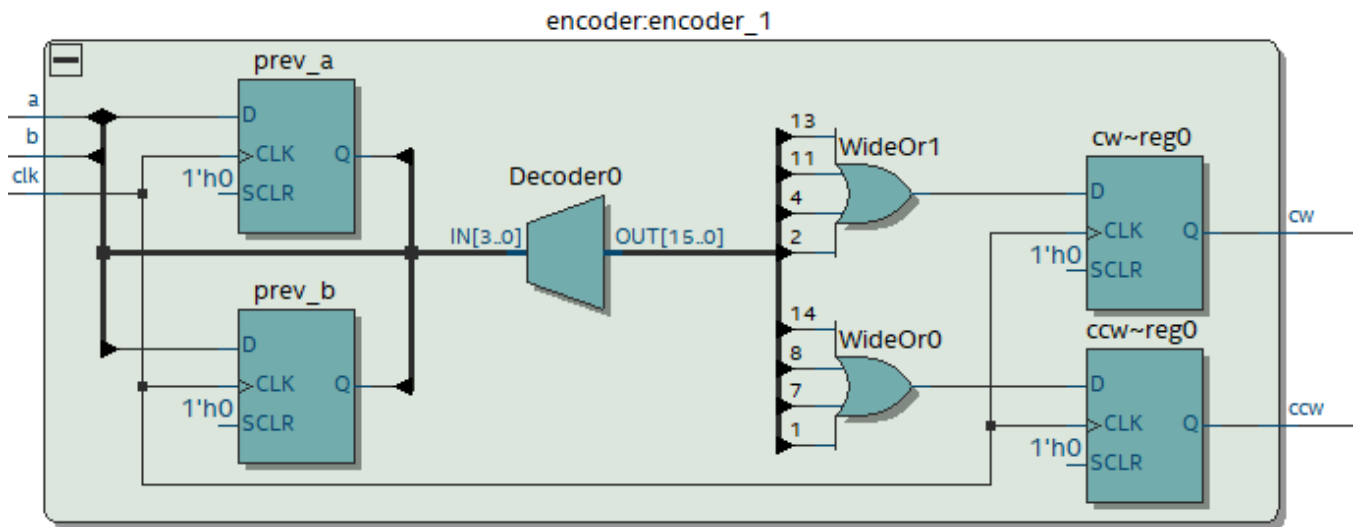 encoder:encoder_1
prev_a
a
D
b
CLK
Q
clk
1'h0
SCLR
Decoder0
IN[3..0]
OUT[15..0]
prev_b
D
CLK
Q
1'h0
SCLR
13
WideOr1
11
4
2
14
WideOr0
8
7
1
cw~reg0
D
CLK
Q
1'h0
SCLR
cw
ccw~reg0
D
CLK
Q
1'h0
SCLR
ccw